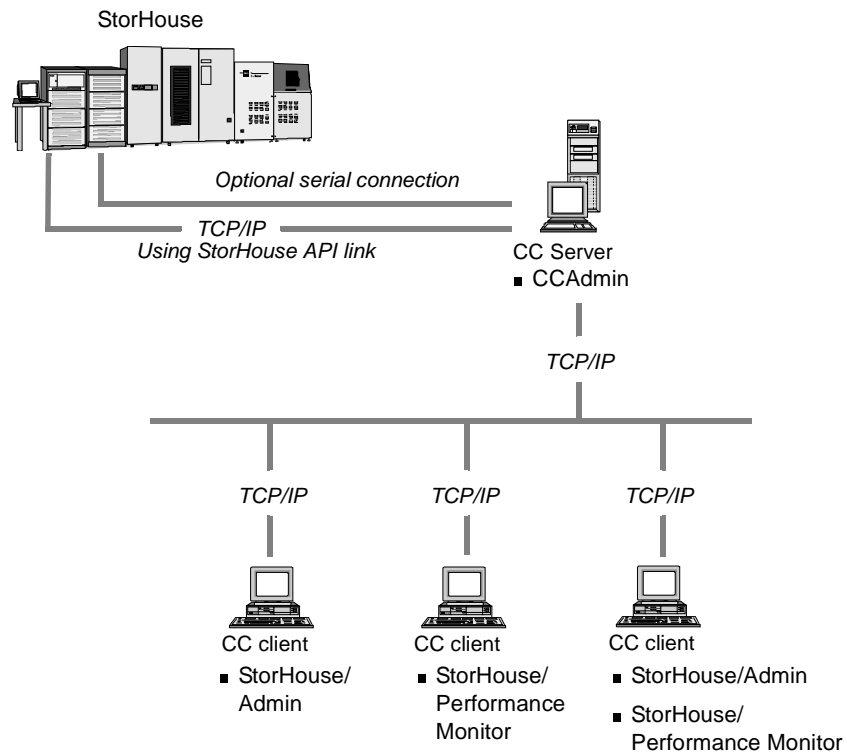 StorHouse
Optional serial connection
TCP/IP
Using StorHouse API link
CC Server
■ CCAdmin
TCP/IP
TCP/IP
TCP/IP
TCP/IP
CC client
■ StorHouse/
Admin
CC client
■ StorHouse/
Performance
Monitor
CC client
■ StorHouse/Admin
■ StorHouse/
Performance Monitor